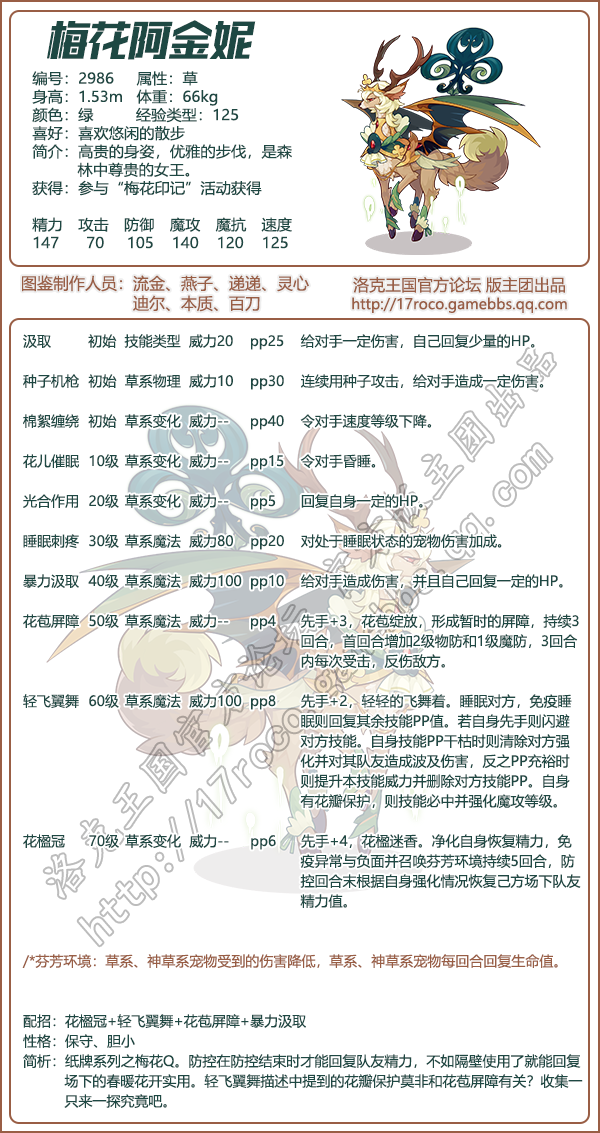 梅花阿金妮
编号：2986 属性：草
身高：1.53m 体重：66kg
颜色：绿 经验类型：125
喜好：喜欢悠闲的散步
简介：高贵的身姿，优雅的步伐，是森
林中尊贵的女王。
获得：参与“梅花印记”活动获得
精力 攻击 防御 魔攻 魔抗 速度
147 70 105 140 120 125
图鉴制作人员：流金、燕子、递递、灵心
迪尔、本质、百刀
洛克王国官方论坛 版主团出品
http://17roco.gamebbs.qq.com
汲取 初始 技能类型 威力20 pp25 给对手一定伤害，自己回复少量的HP。
种子机枪 初始 草系物理 威力10 pp30 连续用种子攻击，给对手造成一定伤害。
棉絮缠绕 初始 草系变化 威力-- pp40 令对手速度等级下降。
花儿催眠 10级 草系变化 威力-- pp15 令对手昏睡。
光合作用 20级 草系变化 威力-- pp5 回复自身一定的HP。
睡眠刺疼 30级 草系魔法 威力80 pp20 对处于睡眠状态的宠物伤害加成。
暴力汲取 40级 草系魔法 威力100 pp10 给对手造成伤害，并且自己回复一定的HP。
花苞屏障 50级 草系魔法 威力-- pp4 先手+3，花苞绽放，形成暂时的屏障，持续3
回合，首回合增加2级物防和1级魔防，3回合
内每次受击，反伤敌方。
轻飞翼舞 60级 草系魔法 威力100 pp8 先手+2，轻轻的飞舞着。睡眠对方，免疫睡
眠则回复其余技能PP值。若自身先手则闪避
对方技能。自身技能PP干枯时则清除对方强
化并对其队友造成波及伤害，反之PP充裕时
则提升本技能威力并删除对方技能PP。自身
有花瓣保护，则技能必中并强化魔攻等级。
花楹冠 70级 草系变化 威力-- pp6 先手+4，花楹迷香。净化自身恢复精力，免
疫异常与负面并召唤芬芳环境持续5回合，防
控回合末根据自身强化情况恢复己方场下队友
精力值。
/*芬芳环境：草系、神草系宠物受到的伤害降低，草系、神草系宠物每回合回复生命值。
配招：花楹冠+轻飞翼舞+花苞屏障+暴力汲取
性格：保守、胆小
简析：纸牌系列之梅花Q。防控在防控结束时才能回复队友精力，不如隔壁使用了就能回复
场下的春暖花开实用。轻飞翼舞描述中提到的花瓣保护莫非和花苞屏障有关？收集一
只来一探究竟吧。
洛克王国官方论坛 版主团出品
http://17roco.gamebbs.qq.com